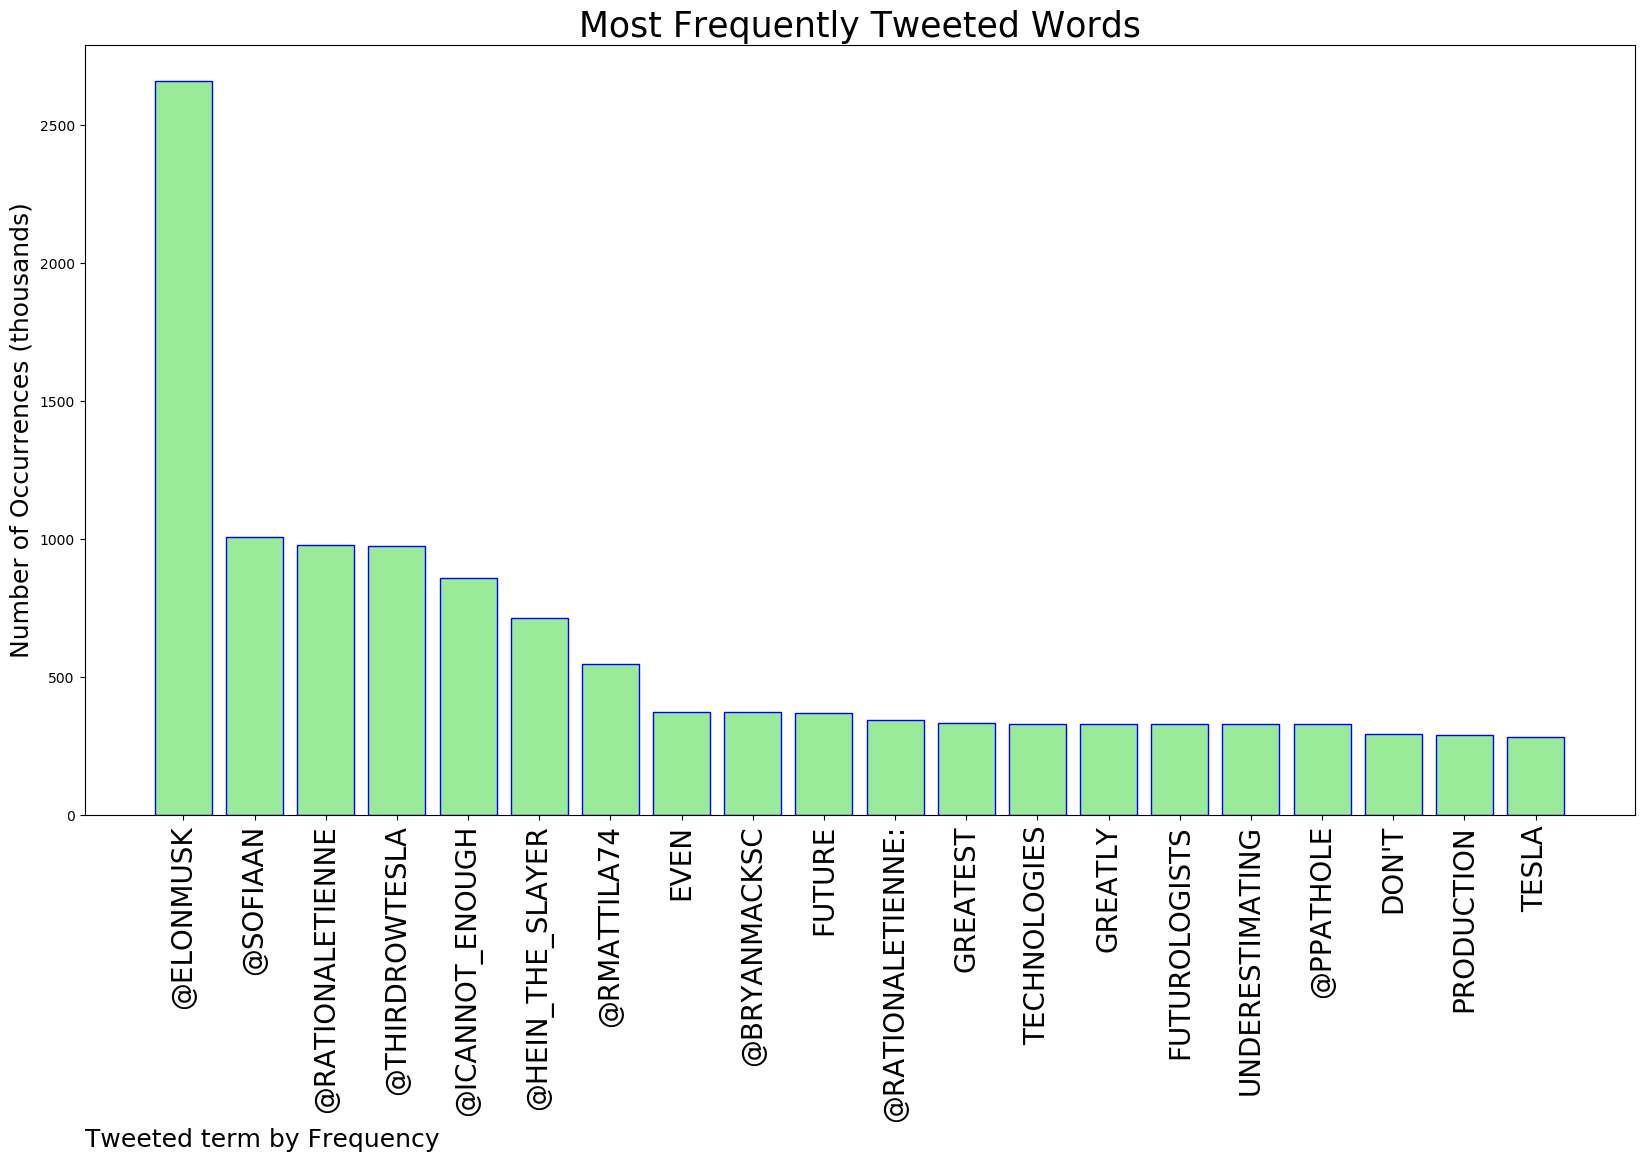 Most Frequently Tweeted Words
Number of Occurrences (thousands)
2500
2000
1500
1000
500
0
@ELONMUSK
@SOFIAAN
@RATIONALETIENNE
@THIRDROWTESLA
@ICANNOT_ENOUGH
@HEIN_THE_SLAYER
@RMATTILA74
EVEN
@BRYANMACKSC
FUTURE
@RATIONALETIENNE:
GREATEST
TECHNOLOGIES
GREATLY
FUTUROLOGISTS
UNDERESTIMATING
@PPATHOLE
DON'T
PRODUCTION
TESLA
Tweeted term by Frequency